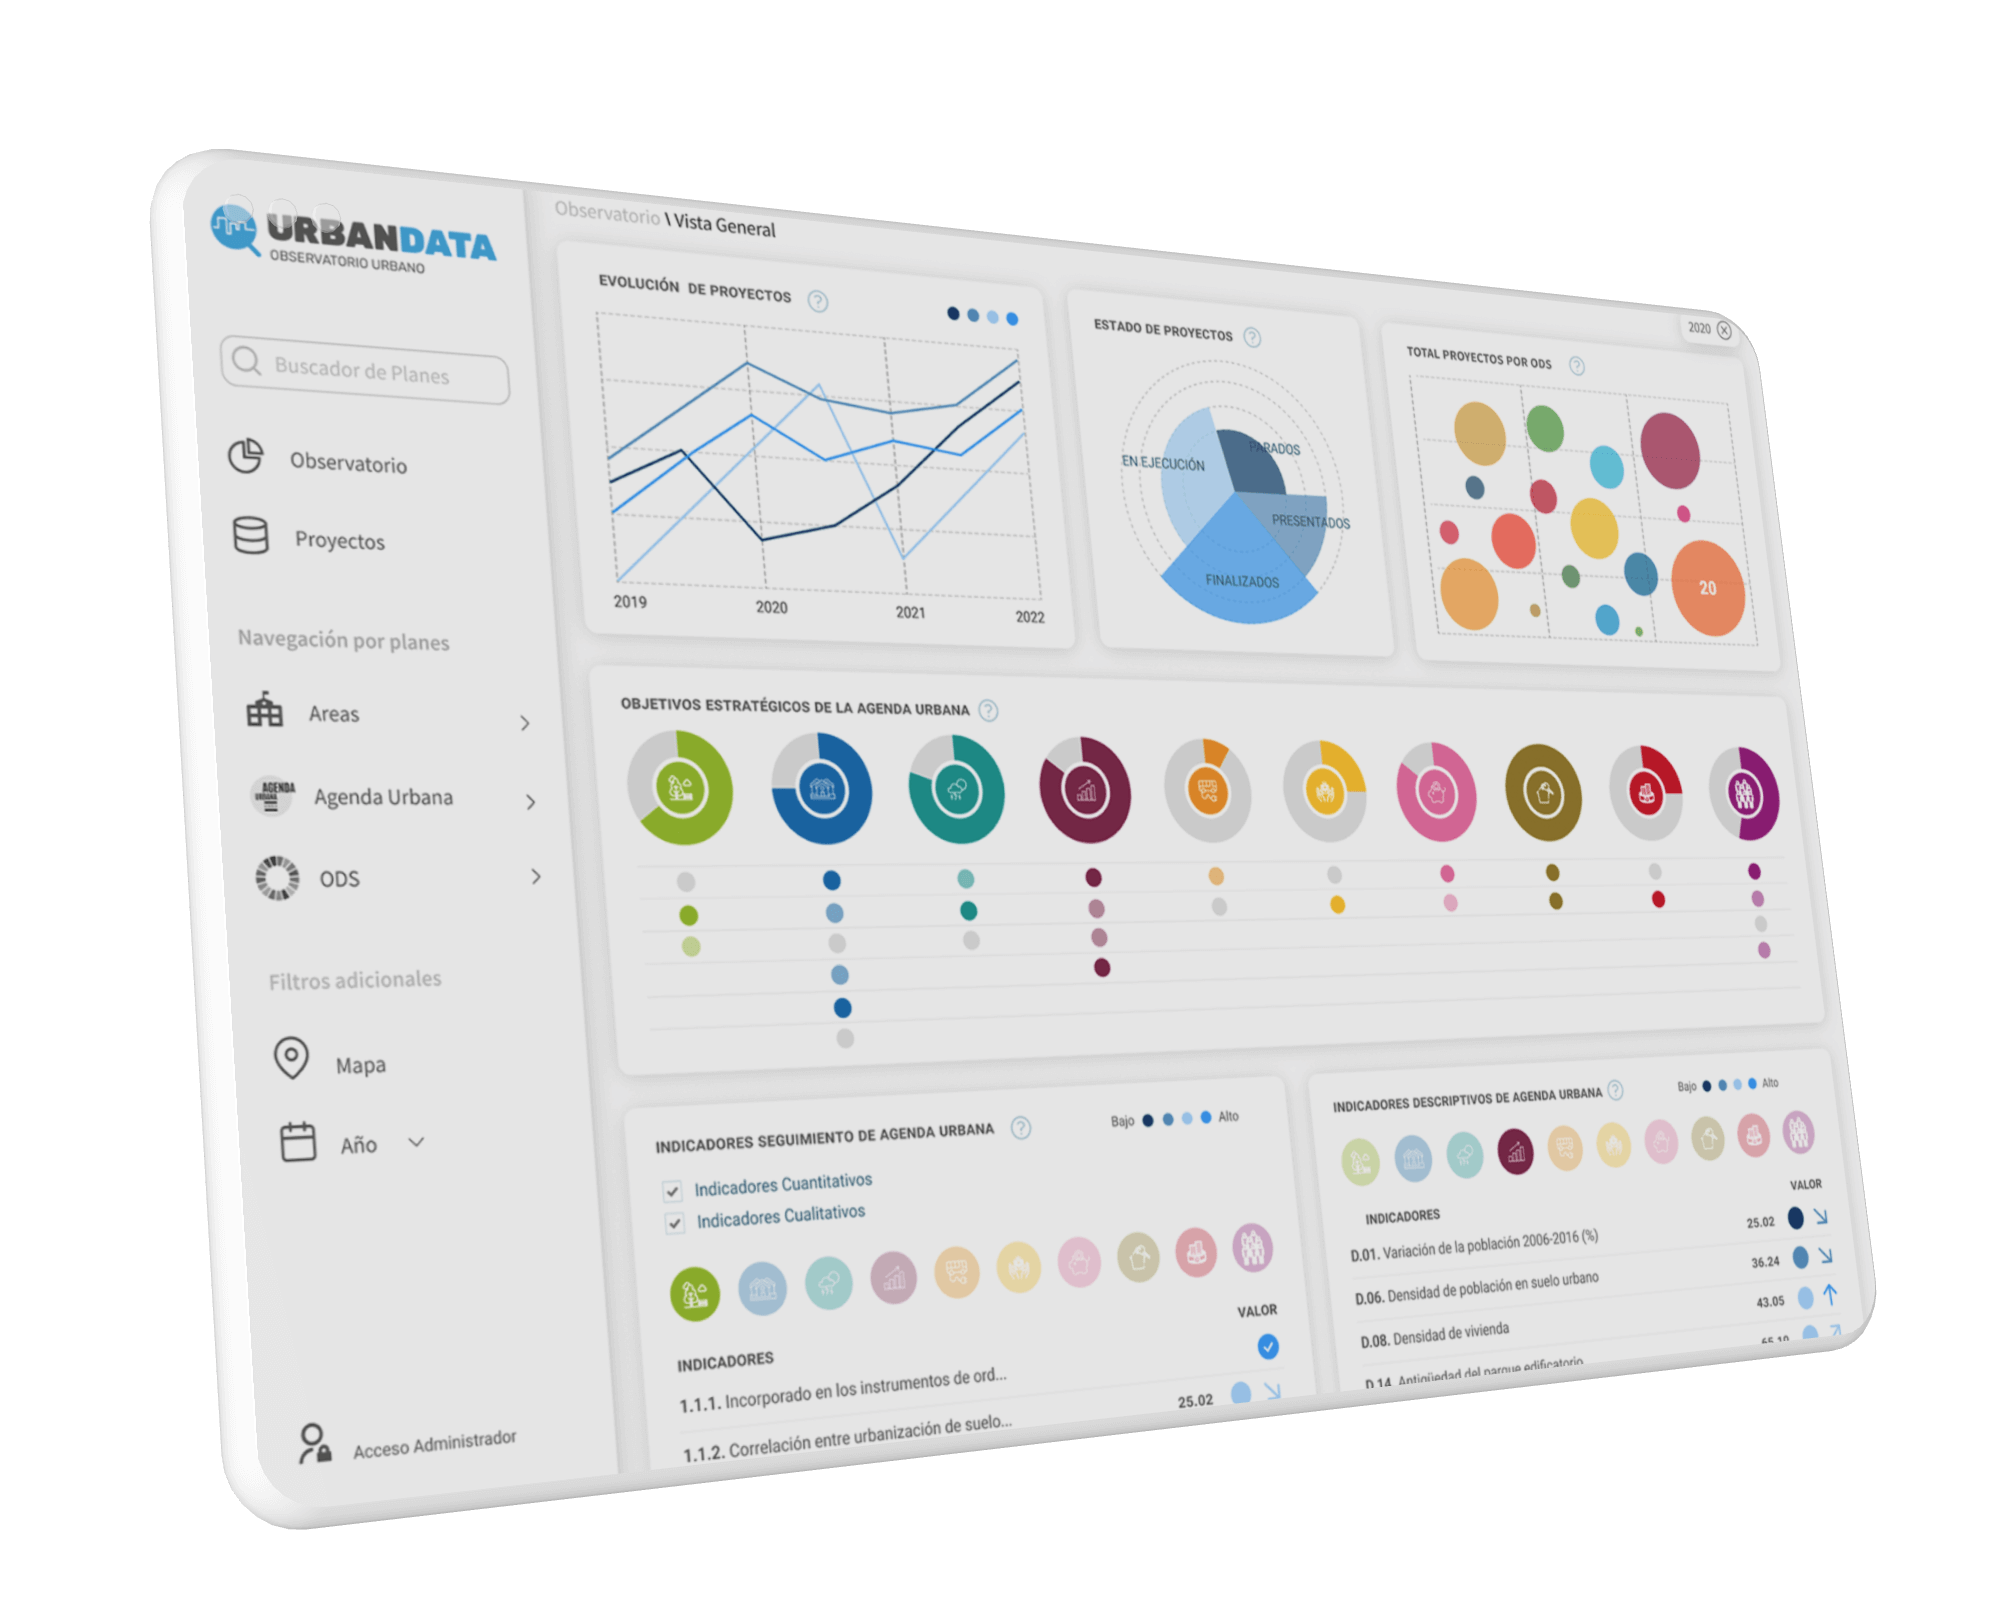 URBANDATA
OBSERVATORIO URBANO
Buscador de Planes
Observatorio
Proyectos
Navegación por planes
Areas
AGENDA
URBANA
Agenda Urbana
ODS
Filtros adicionales
Mapa
Año
Acceso Administrador
Observatorio \ Vista General
2020
EVOLUCIÓN DE PROYECTOS ?
2019 2020 2021 2022
ESTADO DE PROYECTOS ?
PARADOS
EN EJECUCIÓN
PRESENTADOS
FINALIZADOS
TOTAL PROYECTOS POR ODS ?
20
OBJETIVOS ESTRATÉGICOS DE LA AGENDA URBANA ?
INDICADORES SEGUIMIENTO DE AGENDA URBANA ?
Bajo Alto
Indicadores Cuantitativos
Indicadores Cualitativos
VALOR
INDICADORES
1.1.1. Incorporado en los instrumentos de ord...
1.1.2. Correlación entre urbanización de suelo... 25.02
INDICADORES DESCRIPTIVOS DE AGENDA URBANA ?
Bajo Alto
VALOR
INDICADORES
D.01. Variación de la población 2006-2016 (%) 25.02
D.06. Densidad de población en suelo urbano 36.24
D.08. Densidad de vivienda 43.05
D.14. Antigüedad del parque edificatorio 65.10